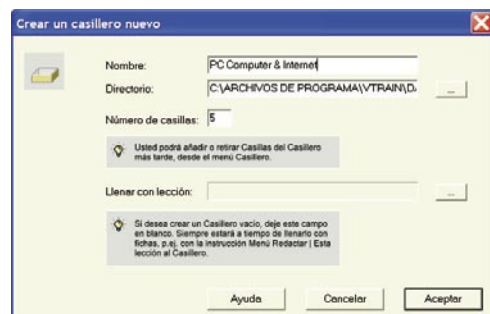 Crear un casillero nuevo
Nombre: PC Computer & Internet
Directorio: C:\ARCHIVOS DE PROGRAMA\VTRAIN\D. ...
Número de casillas: 5
Usted podrá añadir o retirar Casillas del Casillero
más tarde, desde el menú Casillero.
Llenar con lección: ...
Si desea crear un Casillero vacío, deje este campo
en blanco. Siempre estará a tiempo de llenarlo con
fichas, p.ej. con la instrucción Menú Redactar | Esta
lección al Casillero.
Ayuda Cancelar Aceptar